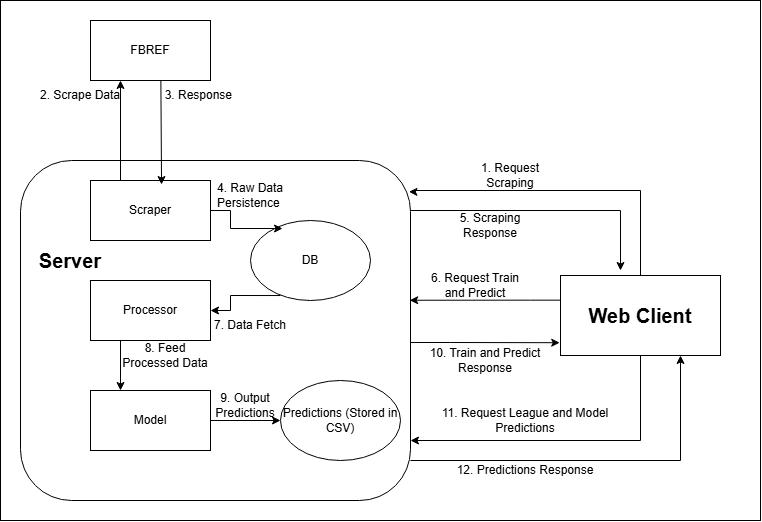 FBREF
2. Scrape Data
3. Response
1. Request
Scraping
4. Raw Data
Persistence
Scraper
5. Scraping
Response
Server
DB
6. Request Train
and Predict
Processor
7. Data Fetch
Web Client
8. Feed
Processed Data
10. Train and Predict
Response
9. Output
Predictions
Model
Predictions (Stored in
CSV)
11. Request League and Model
Predictions
12. Predictions Response